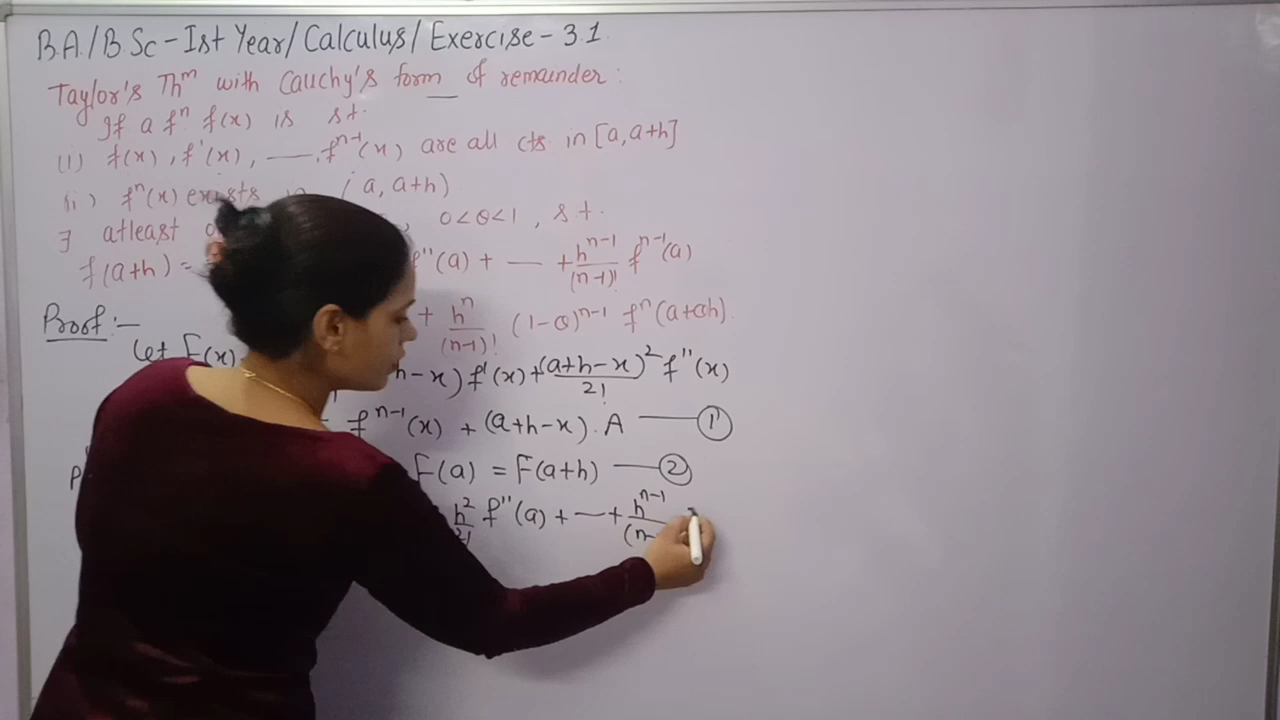 B.A./B Sc - Ist Year/ Calculus/ Exercise - 3.1
Taylor's Thᵐ with Cauchy's form of remainder :
If a fⁿ f(x) is s.t.
(i) f(x), f'(x), — , fⁿ⁻¹(x) are all cts in [a, a+h]
(ii) fⁿ(x) exists (a, a+h)
∃ atleast 0<θ<1, s.t.
f(a+h) = f''(a) + — + hⁿ⁻¹/(n-1)! fⁿ⁻¹(a)
+ hⁿ/(n-1)! (1-θ)ⁿ⁻¹ fⁿ(a+θh).
Proof :-
Let F(x) h-x) f'(x) + (a+h-x)²/2! f''(x)
fⁿ⁻¹(x) + (a+h-x).A — ①
F(a) = F(a+h) — ②
h²/2! f''(a) + — + hⁿ⁻¹/(n-